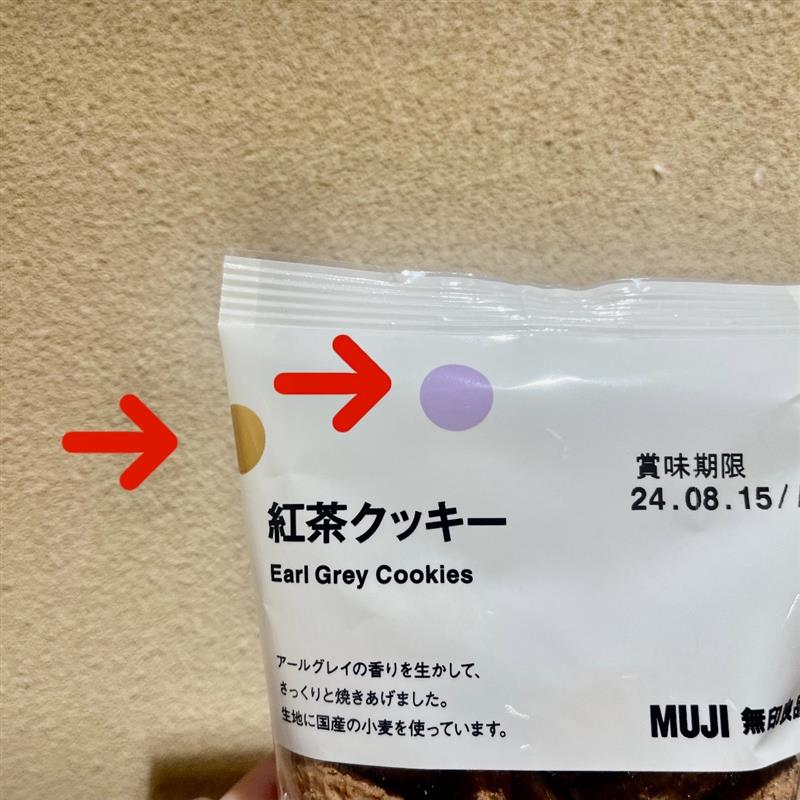 賞味期限
24.08.15/
紅茶クッキー
Earl Grey Cookies
アールグレイの香りを生かして、
さっくりと焼きあげました。
生地に国産の小麦を使っています。
MUJI 無印良品